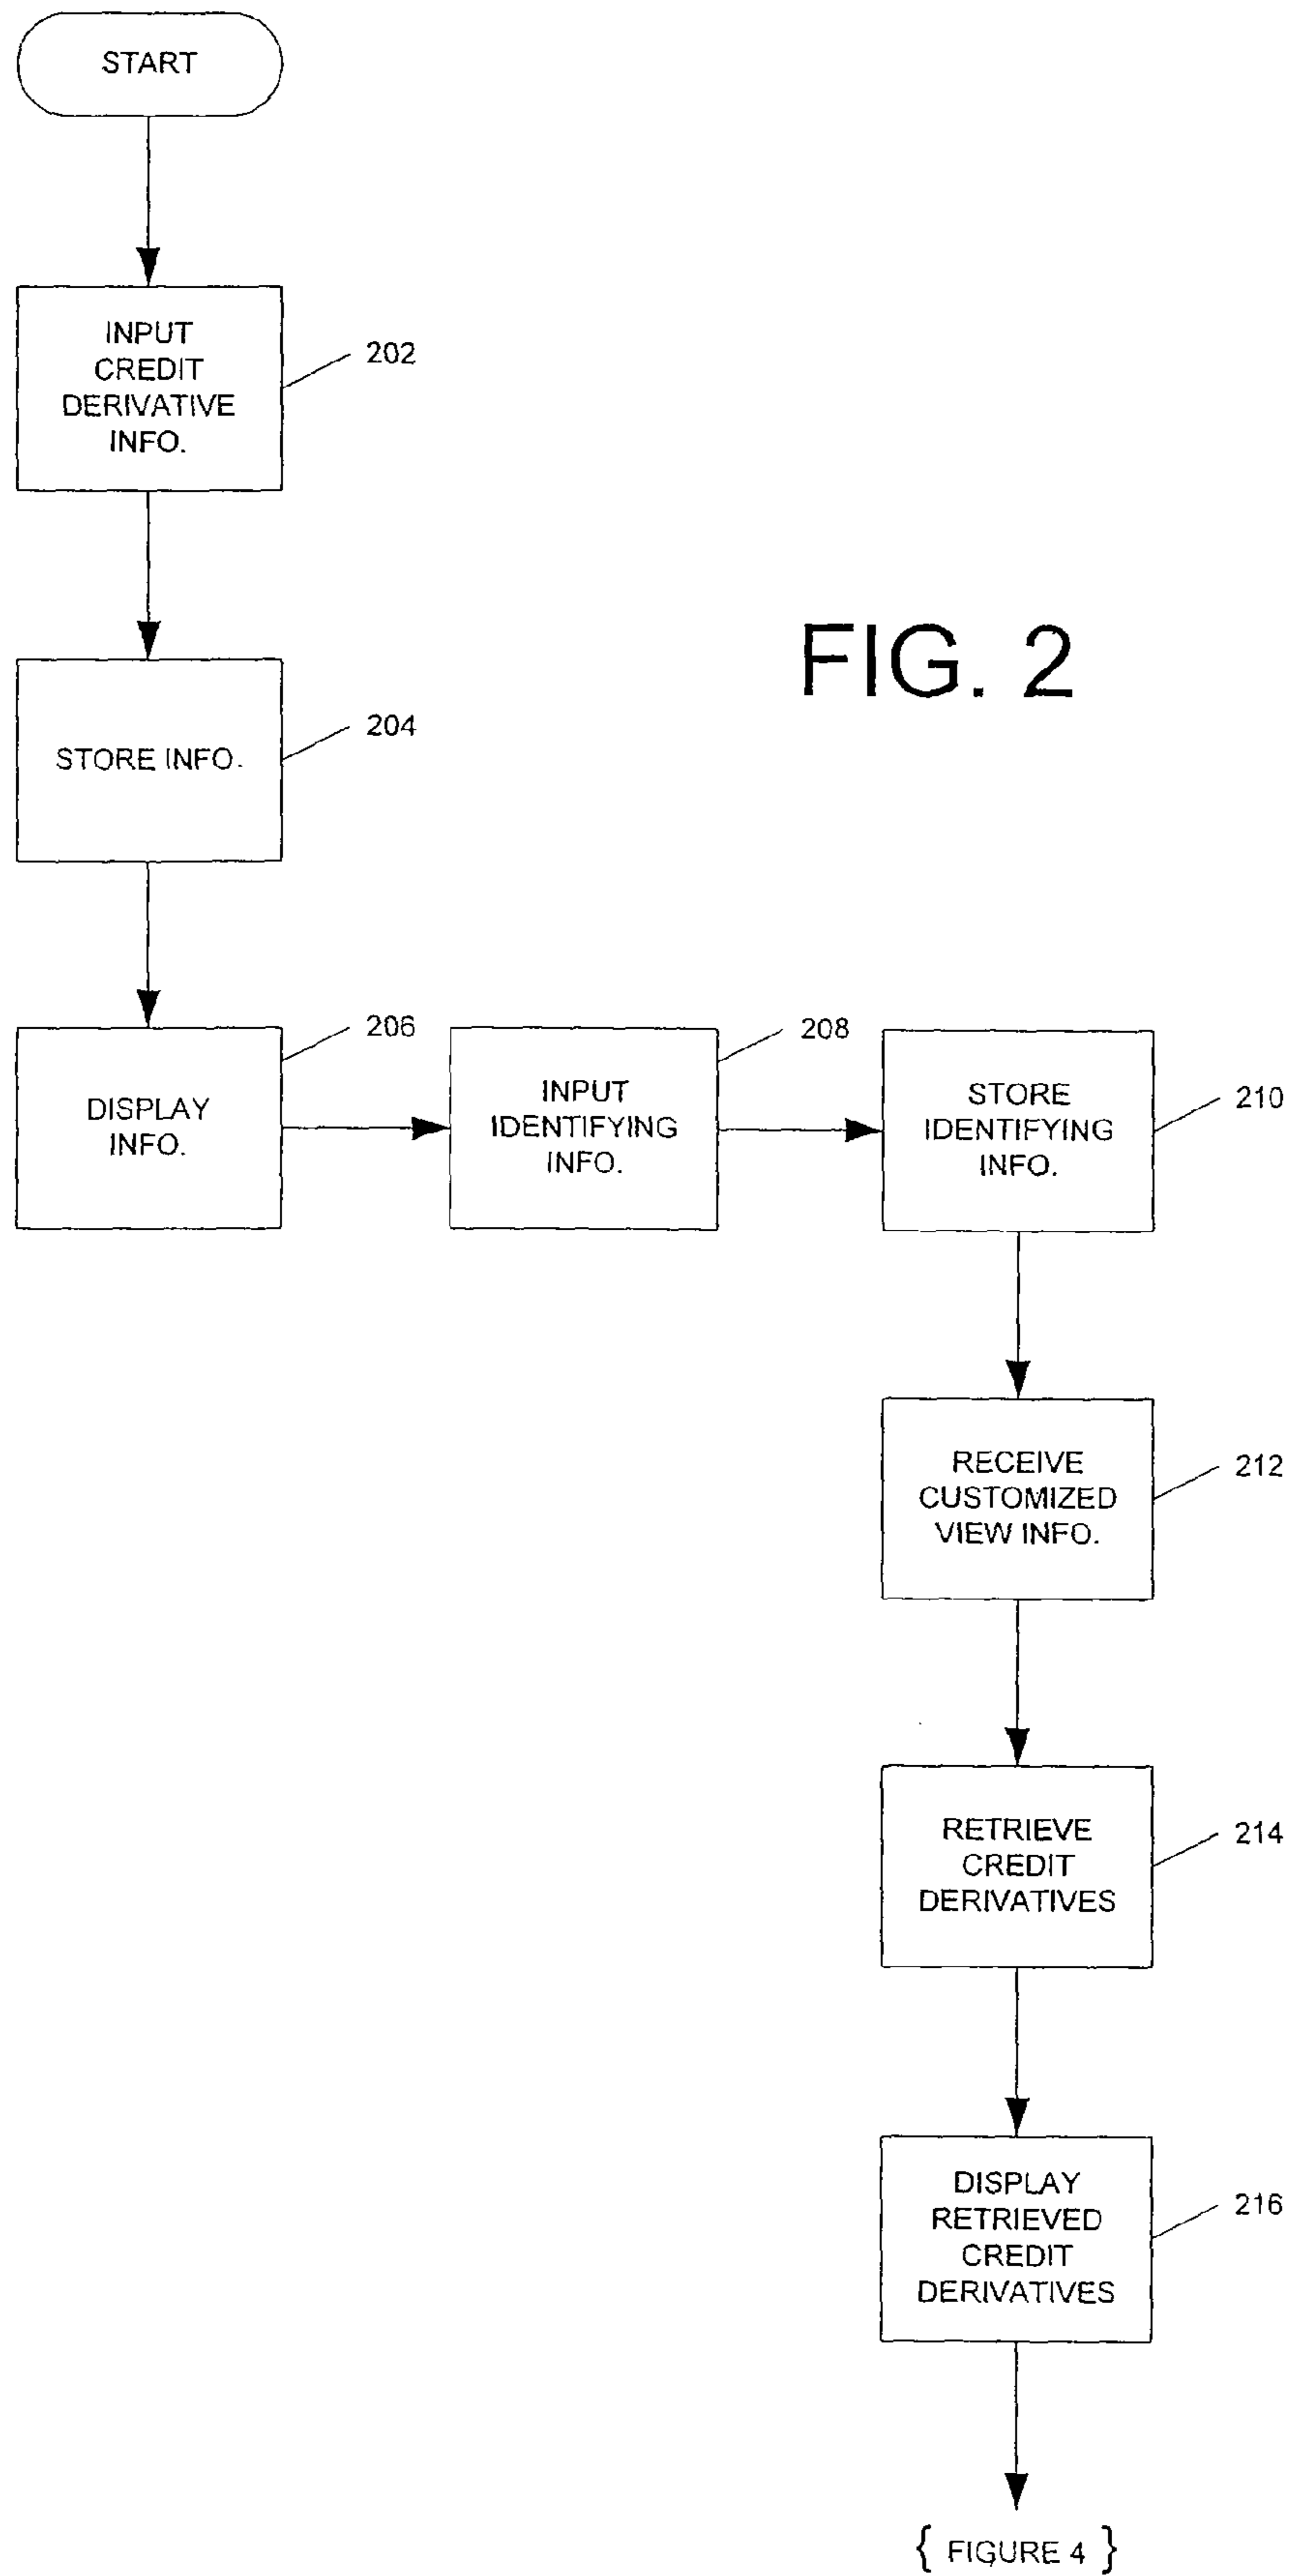 START
INPUT
CREDIT
DERIVATIVE
INFO.
202
FIG. 2
STORE INFO.
204
DISPLAY
INFO.
206
INPUT
IDENTIFYING
INFO.
208
STORE
IDENTIFYING
INFO.
210
RECEIVE
CUSTOMIZED
VIEW INFO.
212
RETRIEVE
CREDIT
DERIVATIVES
214
DISPLAY
RETRIEVED
CREDIT
DERIVATIVES
216
{ FIGURE 4 }